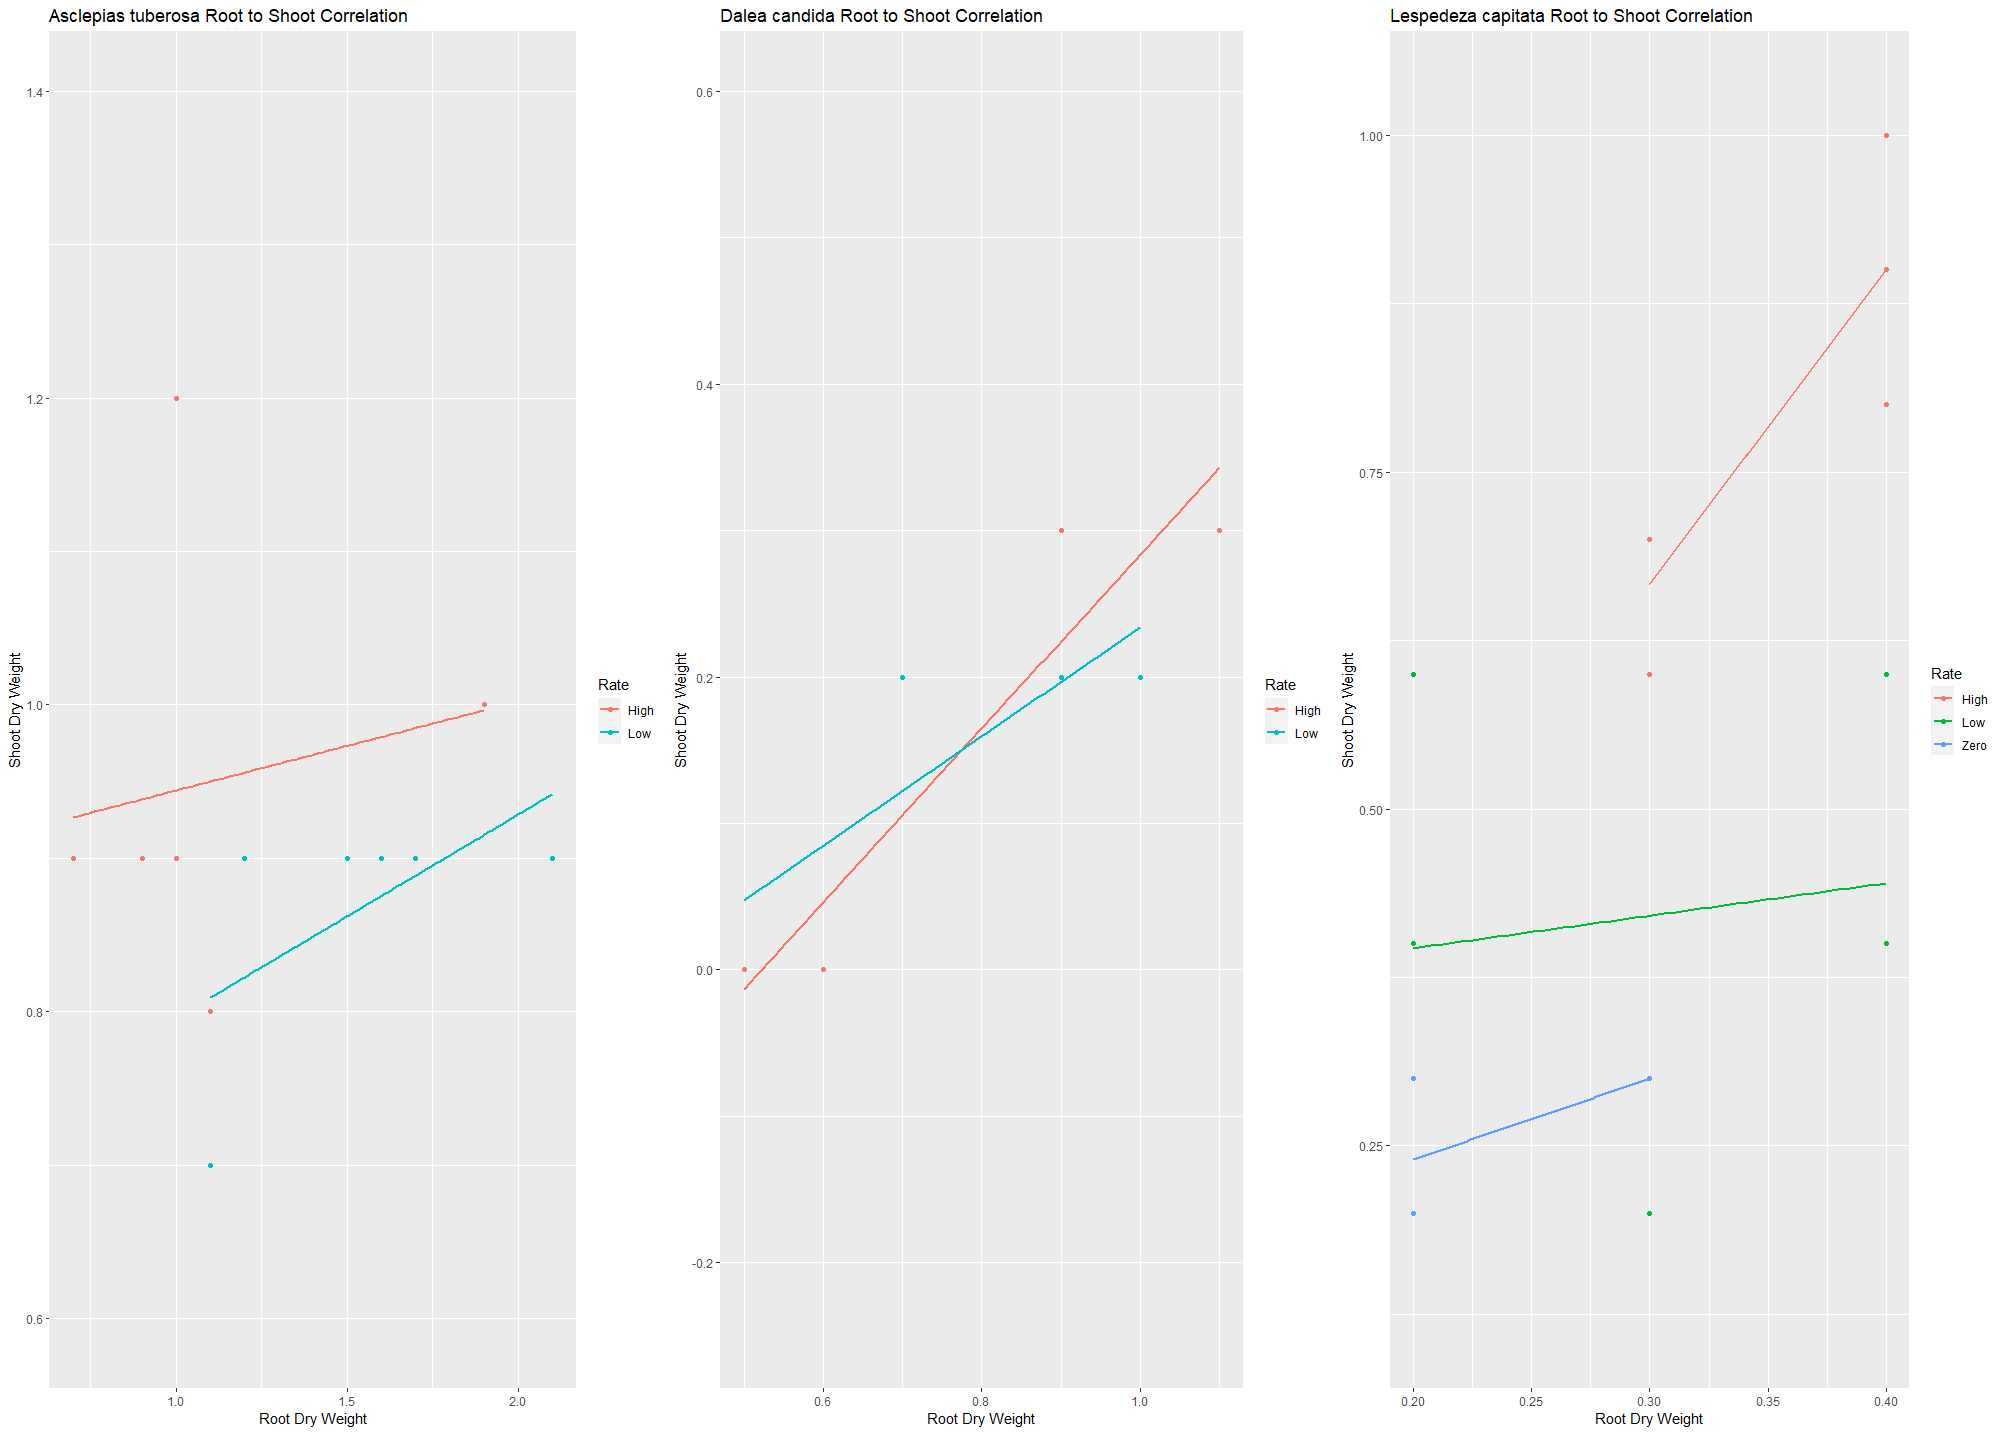 Asclepias tuberosa Root to Shoot Correlation
1.4
1.2
1.0
0.8
0.6
Shoot Dry Weight
1.0
1.5
2.0
Root Dry Weight
Rate
High
Low
Dalea candida Root to Shoot Correlation
0.6
0.4
0.2
0.0
-0.2
Shoot Dry Weight
0.6
0.8
1.0
Root Dry Weight
Rate
High
Low
Lespedeza capitata Root to Shoot Correlation
1.00
0.75
0.50
0.25
Shoot Dry Weight
0.20
0.25
0.30
0.35
0.40
Root Dry Weight
Rate
High
Low
Zero